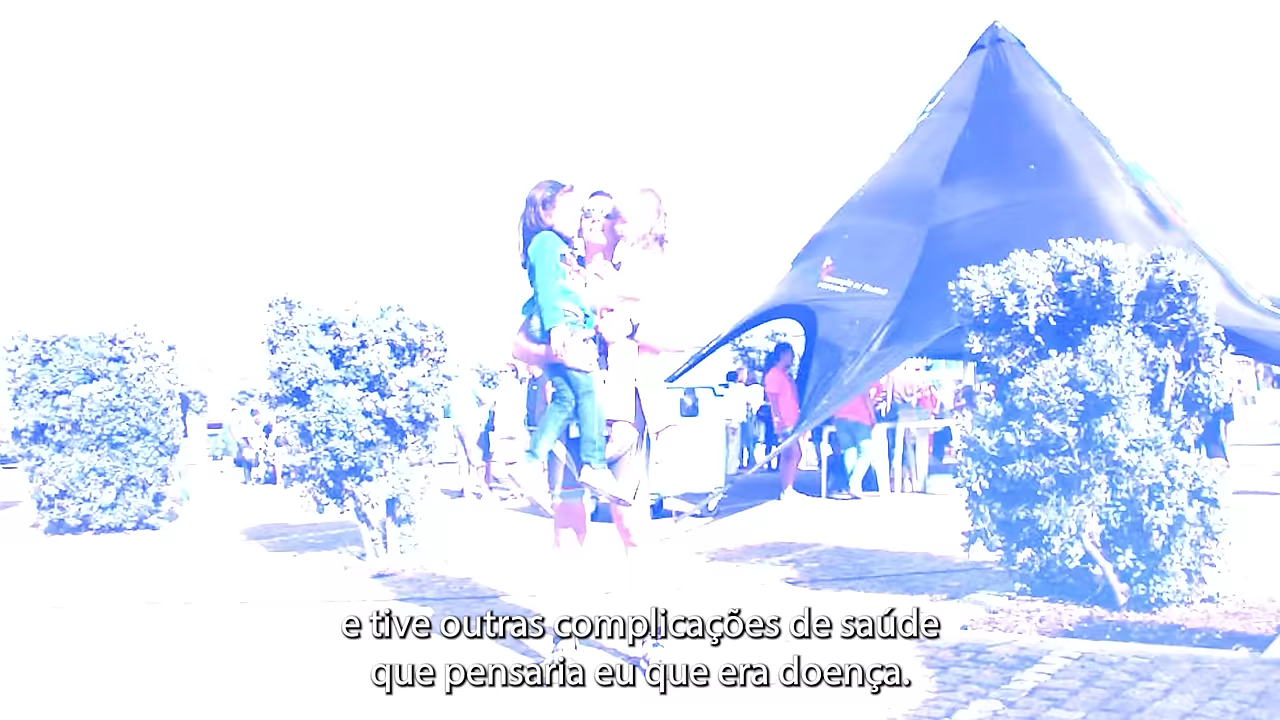 e tive outras complicações de saúde
que pensaria eu que era doença.